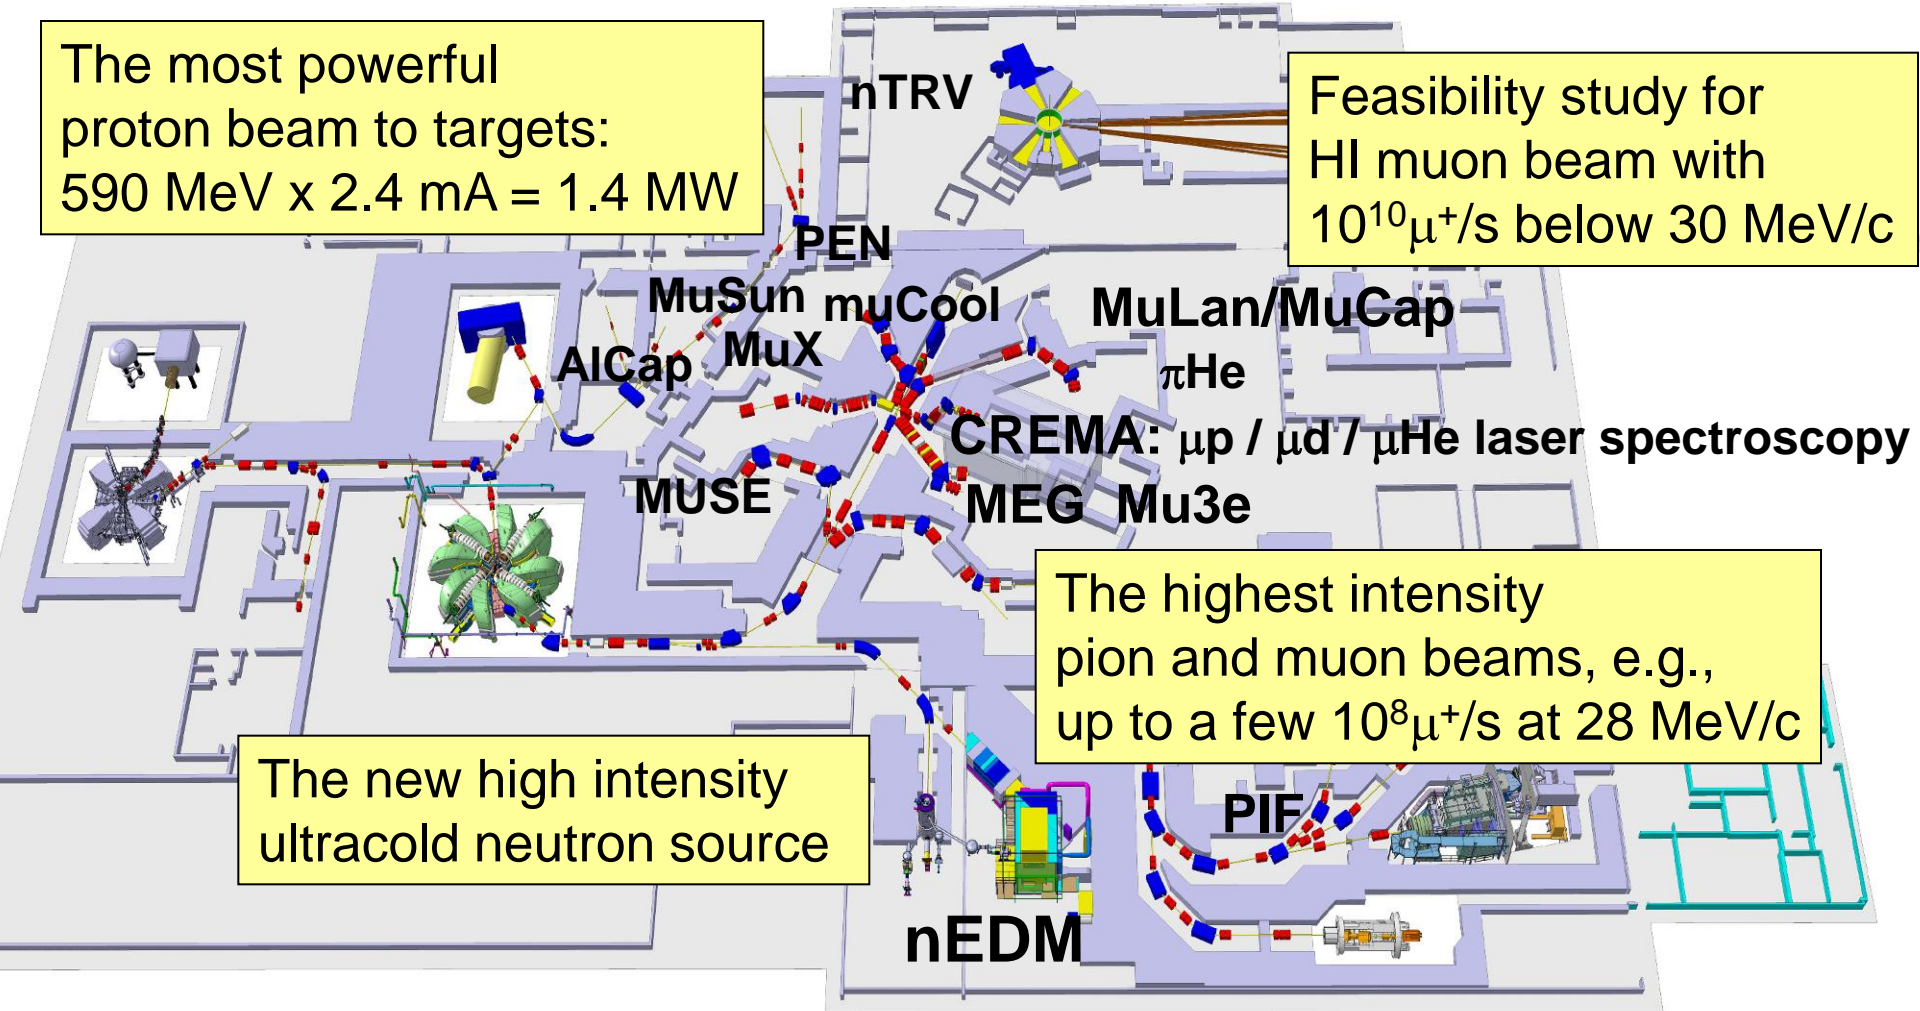 The most powerful
proton beam to targets:
590 MeV x 2.4 mA = 1.4 MW
nTRV
Feasibility study for
HI muon beam with
10¹⁰μ⁺/s below 30 MeV/c
PEN
MuSun muCool
MuLan/MuCap
AlCap MuX
πHe
CREMA: μp / μd / μHe laser spectroscopy
MUSE
MEG Mu3e
The highest intensity
pion and muon beams, e.g.,
up to a few 10⁸μ⁺/s at 28 MeV/c
The new high intensity
ultracold neutron source
PIF
nEDM